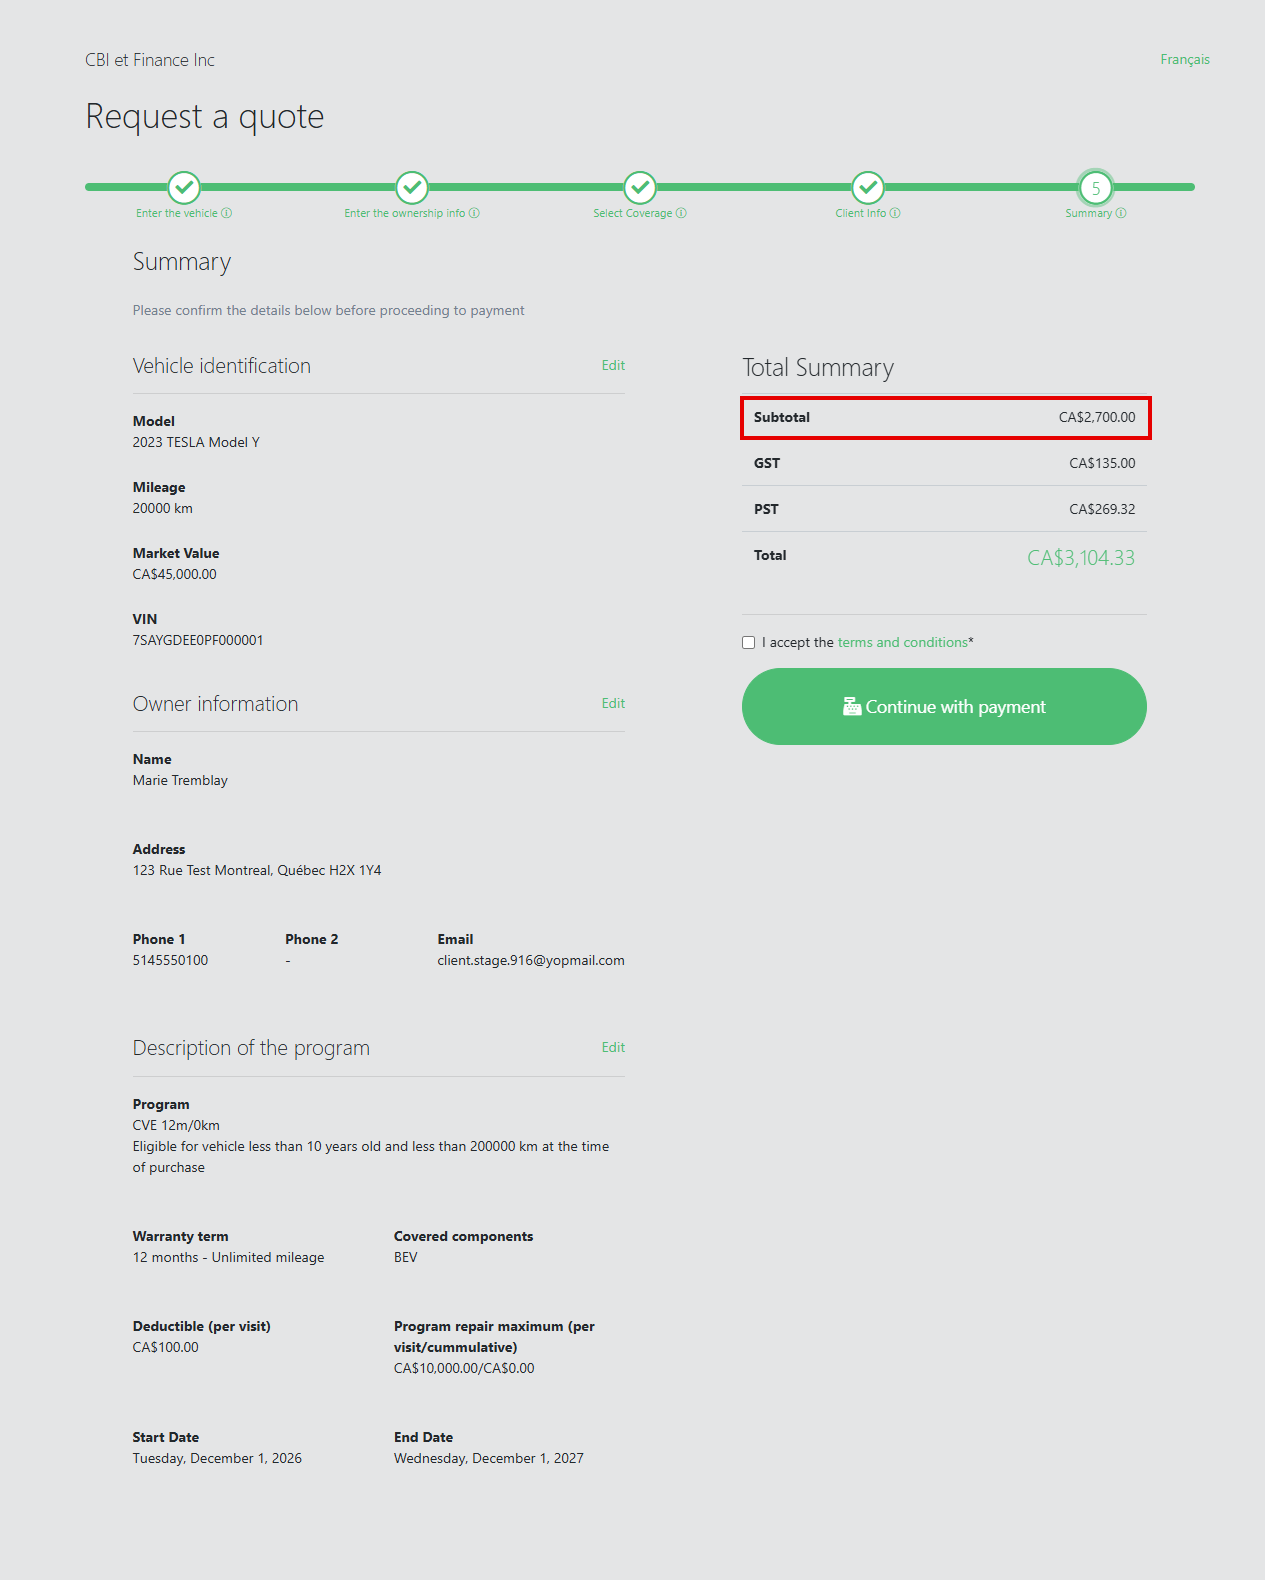 CBI et Finance Inc
Français
Request a quote
Enter the vehicle ⓘ
Enter the ownership info ⓘ
Select Coverage ⓘ
Client Info ⓘ
5
Summary ⓘ
Summary
Please confirm the details below before proceeding to payment
Vehicle identification
Edit
Model
2023 TESLA Model Y
Mileage
20000 km
Market Value
CA$45,000.00
VIN
7SAYGDEE0PF000001
Owner information
Edit
Name
Marie Tremblay
Address
123 Rue Test Montreal, Québec H2X 1Y4
Phone 1
5145550100
Phone 2
-
Email
client.stage.916@yopmail.com
Description of the program
Edit
Program
CVE 12m/0km
Eligible for vehicle less than 10 years old and less than 200000 km at the time
of purchase
Warranty term
12 months - Unlimited mileage
Covered components
BEV
Deductible (per visit)
CA$100.00
Program repair maximum (per
visit/cummulative)
CA$10,000.00/CA$0.00
Start Date
Tuesday, December 1, 2026
End Date
Wednesday, December 1, 2027
Total Summary
Subtotal CA$2,700.00
GST CA$135.00
PST CA$269.32
Total CA$3,104.33
I accept the terms and conditions*
Continue with payment